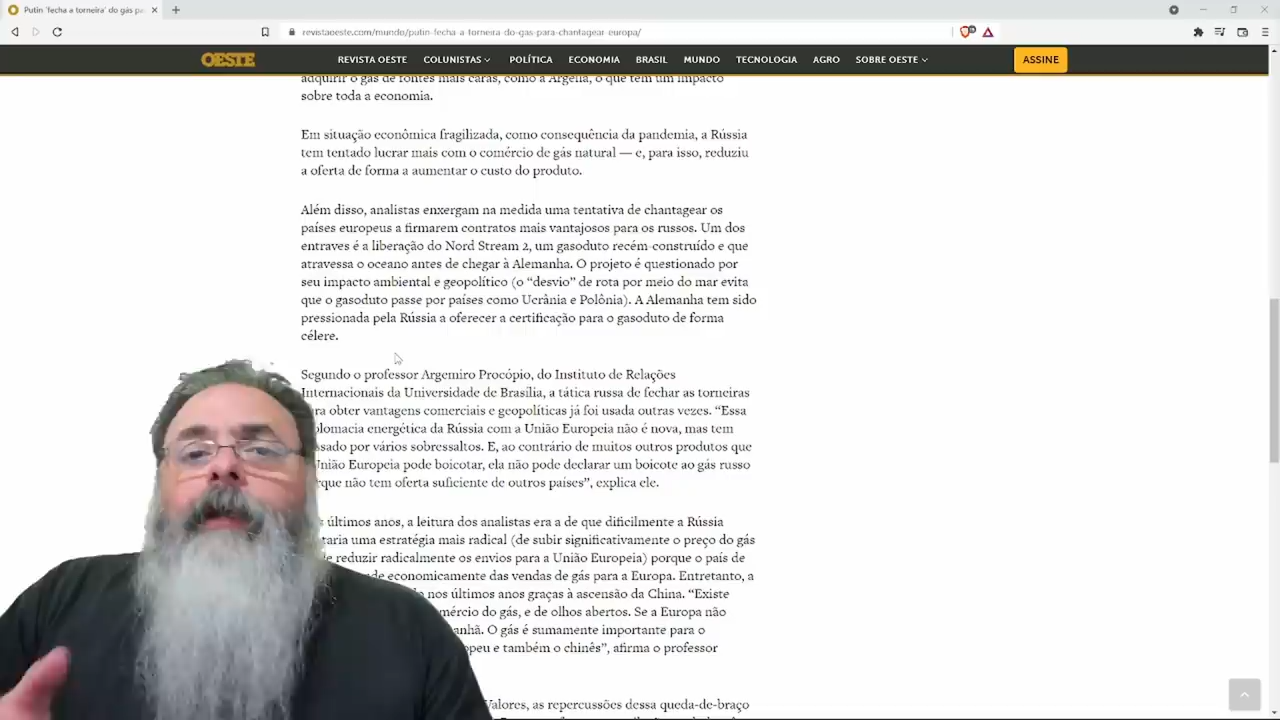 Putin 'fecha a torneira' do gás pa
revistaoeste.com/mundo/putin-fecha-a-torneira-do-gas-para-chantagear-europa/
OESTE
REVISTA OESTE COLUNISTAS POLÍTICA ECONOMIA BRASIL MUNDO TECNOLOGIA AGRO SOBRE OESTE ASSINE
adquirir o gás de fontes mais caras, como a Argélia, o que tem um impacto
sobre toda a economia.
Em situação econômica fragilizada, como consequência da pandemia, a Rússia
tem tentado lucrar mais com o comércio de gás natural — e, para isso, reduziu
a oferta de forma a aumentar o custo do produto.
Além disso, analistas enxergam na medida uma tentativa de chantagear os
países europeus a firmarem contratos mais vantajosos para os russos. Um dos
entraves é a liberação do Nord Stream 2, um gasoduto recém-construído e que
atravessa o oceano antes de chegar à Alemanha. O projeto é questionado por
seu impacto ambiental e geopolítico (o “desvio” de rota por meio do mar evita
que o gasoduto passe por países como Ucrânia e Polônia). A Alemanha tem sido
pressionada pela Rússia a oferecer a certificação para o gasoduto de forma
célere.
Segundo o professor Argemiro Procópio, do Instituto de Relações
Internacionais da Universidade de Brasília, a tática russa de fechar as torneiras
ra obter vantagens comerciais e geopolíticas já foi usada outras vezes. “Essa
plomacia energética da Rússia com a União Europeia não é nova, mas tem
ssado por vários sobressaltos. E, ao contrário de muitos outros produtos que
União Europeia pode boicotar, ela não pode declarar um boicote ao gás russo
rque não tem oferta suficiente de outros países”, explica ele.
últimos anos, a leitura dos analistas era a de que dificilmente a Rússia
taria uma estratégia mais radical (de subir significativamente o preço do gás
e reduzir radicalmente os envios para a União Europeia) porque o país de
de economicamente das vendas de gás para a Europa. Entretanto, a
nos últimos anos graças à ascensão da China. “Existe
mércio do gás, e de olhos abertos. Se a Europa não
anhã. O gás é sumamente importante para o
peu e também o chinês”, afirma o professor
Valores, as repercussões dessa queda-de-braço